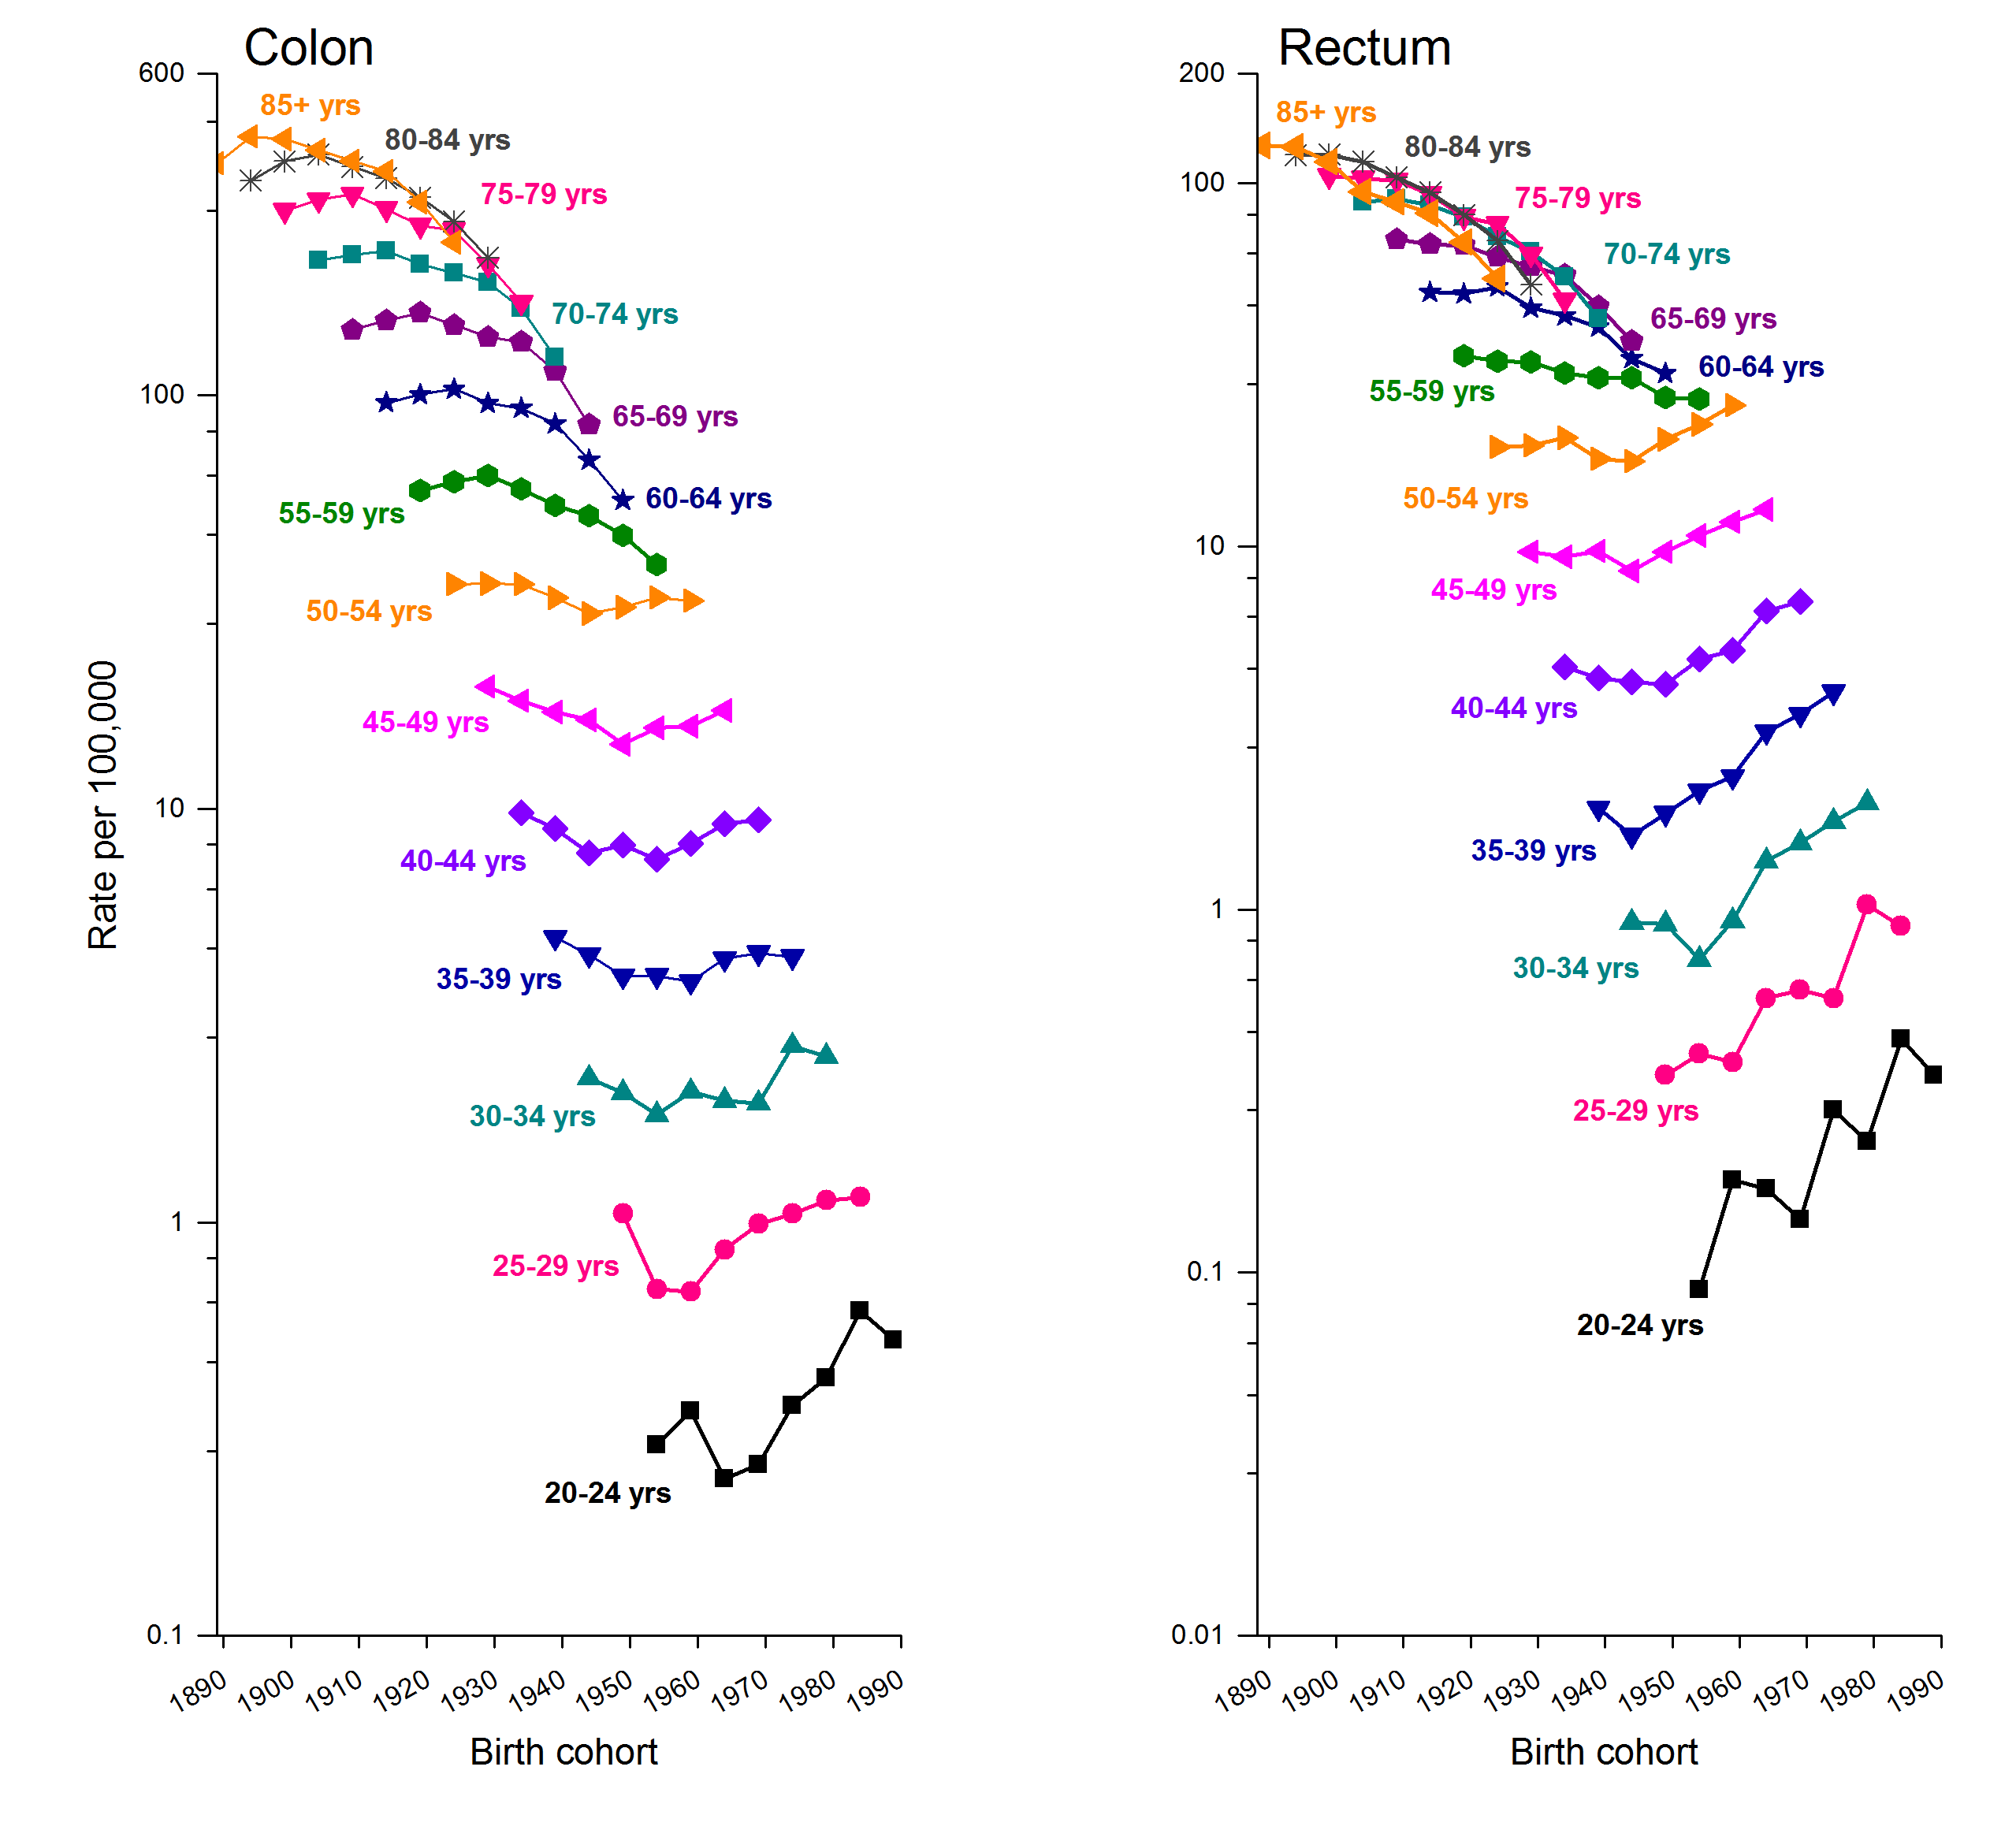 Colon
600
100
10
1
0.1
Rate per 100,000
85+ yrs
80-84 yrs
75-79 yrs
70-74 yrs
65-69 yrs
60-64 yrs
55-59 yrs
50-54 yrs
45-49 yrs
40-44 yrs
35-39 yrs
30-34 yrs
25-29 yrs
20-24 yrs
1890 1900 1910 1920 1930 1940 1950 1960 1970 1980 1990
Birth cohort
Rectum
200
100
10
1
0.1
0.01
85+ yrs
80-84 yrs
75-79 yrs
70-74 yrs
65-69 yrs
60-64 yrs
55-59 yrs
50-54 yrs
45-49 yrs
40-44 yrs
35-39 yrs
30-34 yrs
25-29 yrs
20-24 yrs
1890 1900 1910 1920 1930 1940 1950 1960 1970 1980 1990
Birth cohort